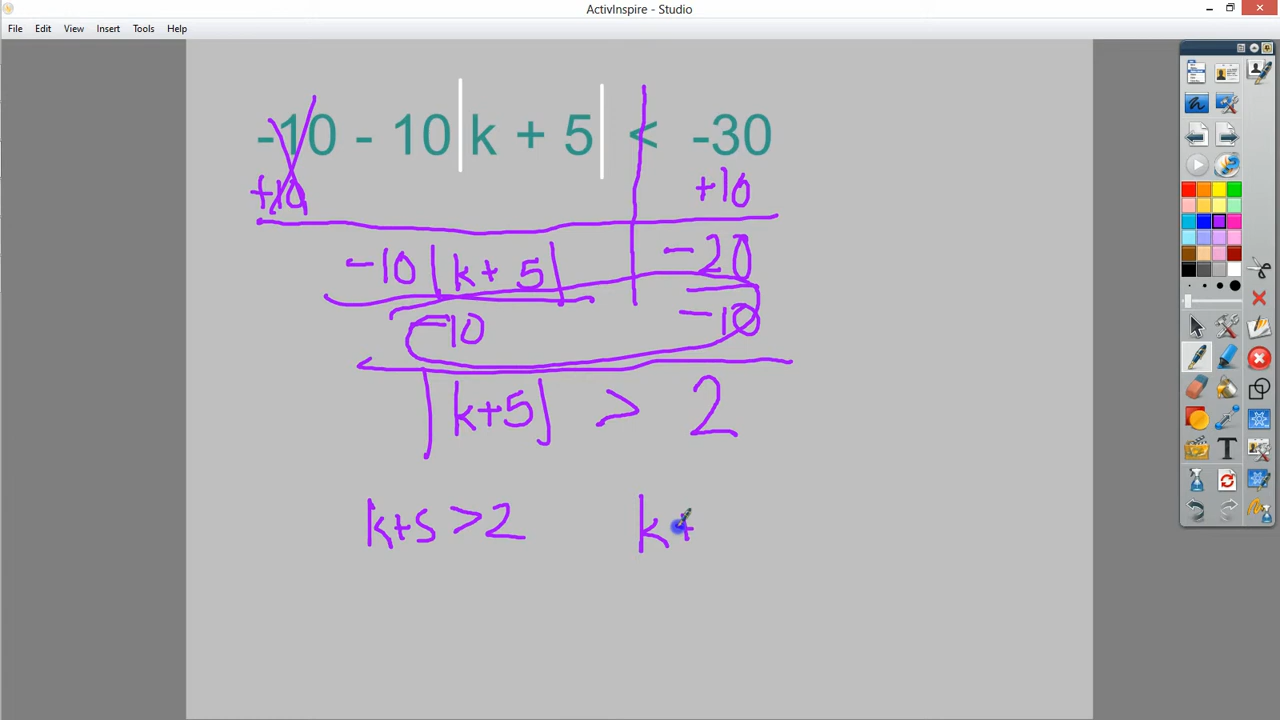 ActivInspire - Studio
File Edit View Insert Tools Help
-10 - 10|k + 5| < -30
+10 +10
-10|k+5| -20
-10 -10
|k+5| > 2
k+5 >2 k+
T